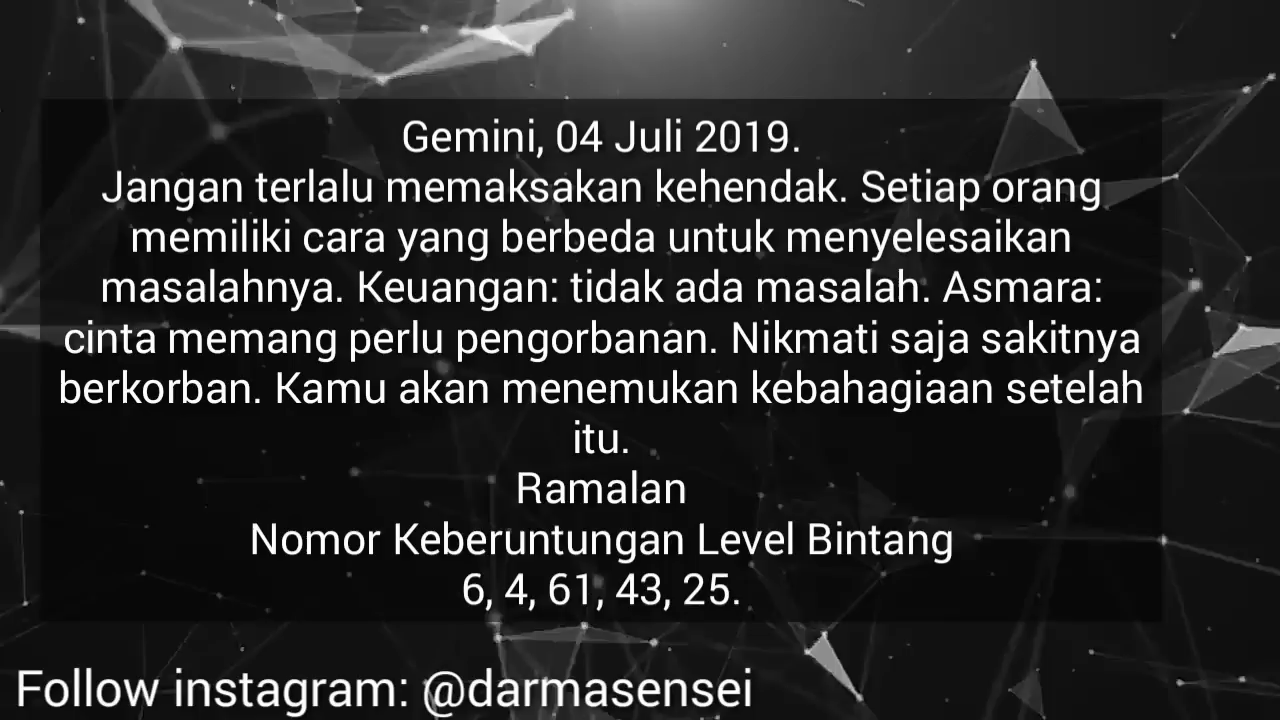 Gemini, 04 Juli 2019.
Jangan terlalu memaksakan kehendak. Setiap orang
memiliki cara yang berbeda untuk menyelesaikan
masalahnya. Keuangan: tidak ada masalah. Asmara:
cinta memang perlu pengorbanan. Nikmati saja sakitnya
berkorban. Kamu akan menemukan kebahagiaan setelah
itu.
Ramalan
Nomor Keberuntungan Level Bintang
6, 4, 61, 43, 25.
Follow instagram: @darmasensei